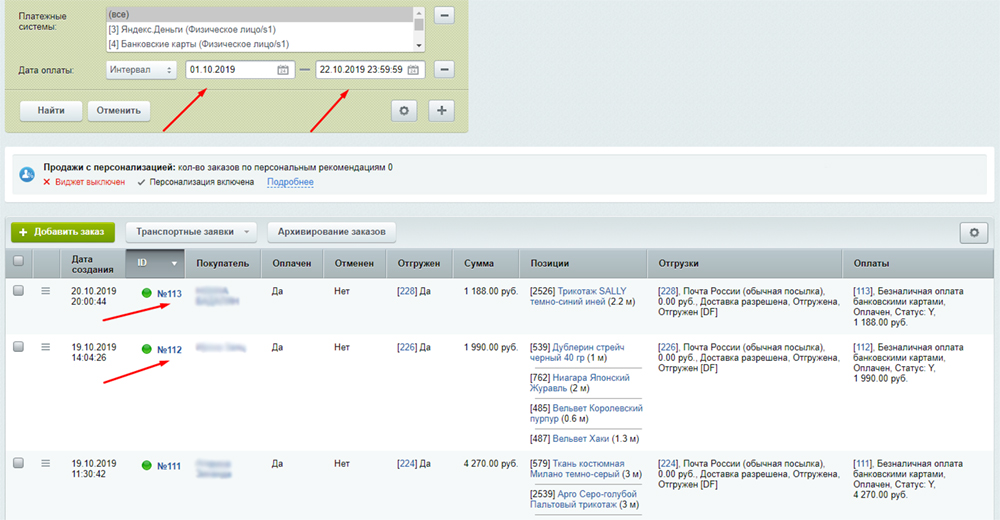 Платежные системы:
(все)
[3] Яндекс.Деньги (Физическое лицо/s1)
[4] Банковские карты (Физическое лицо/s1)
Дата оплаты: Интервал 01.10.2019 — 22.10.2019 23:59:59
Найти Отменить
Продажи с персонализацией: кол-во заказов по персональным рекомендациям 0
Виджет выключен Персонализация включена Подробнее
+ Добавить заказ Транспортные заявки Архивирование заказов
Дата создания ID Покупатель Оплачен Отменен Отгружен Сумма Позиции Отгрузки Оплаты
20.10.2019
20:00:44
№113
Да
Нет
[228] Да
1 188.00 руб.
[2526] Трикотаж SALLY
темно-синий иней (2.2 м)
[228], Почта России (обычная посылка),
0.00 руб., Доставка разрешена, Отгружена,
Отгружен [DF]
[113], Безналичная оплата
банковскими картами,
Оплачен, Статус: Y,
1 188.00 руб.
19.10.2019
14:04:26
№112
Да
Нет
[226] Да
1 990.00 руб.
[539] Дублерин стрейч
черный 40 гр (1 м)
[762] Ниагара Японский
Журавль (2 м)
[485] Вельвет Королевский
пурпур (0.6 м)
[487] Вельвет Хаки (1.3 м)
[226], Почта России (обычная посылка),
0.00 руб., Доставка разрешена, Отгружена,
Отгружен [DF]
[112], Безналичная оплата
банковскими картами,
Оплачен, Статус: Y,
1 990.00 руб.
19.10.2019
11:30:42
№111
Да
Нет
[224] Да
4 270.00 руб.
[579] Ткань костюмная
Милано темно-серый (3 м)
[2539] Арго Серо-голубой
Пальтовый трикотаж (3 м)
[224], Почта России (обычная посылка),
0.00 руб., Доставка разрешена, Отгружена,
Отгружен [DF]
[111], Безналичная оплата
банковскими картами,
Оплачен, Статус: Y,
4 270.00 руб.